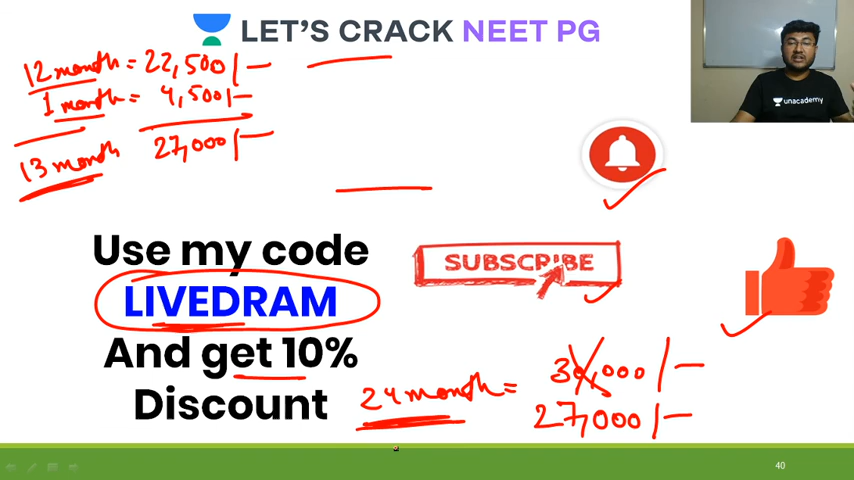 LET'S CRACK NEET PG
12 month = 22,500/-
1 month = 4,500/-
13 month 27,000/-
unacademy
Use my code
LIVEDRAM
And get 10%
Discount
SUBSCRIBE
24 month = 30,000/-
27,000/-
40